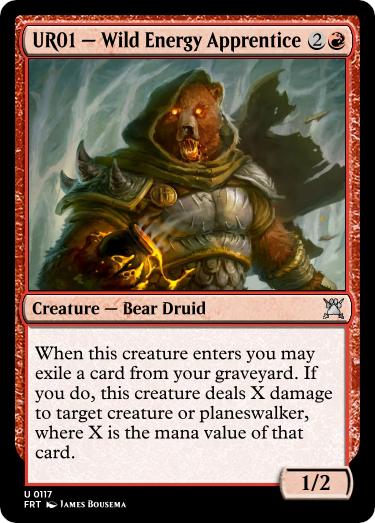 UR01 — Wild Energy Apprentice 2
Creature — Bear Druid
When this creature enters you may
exile a card from your graveyard. If
you do, this creature deals X damage
to target creature or planeswalker,
where X is the mana value of that
card.
1/2
U 0117
FRT James Bousema